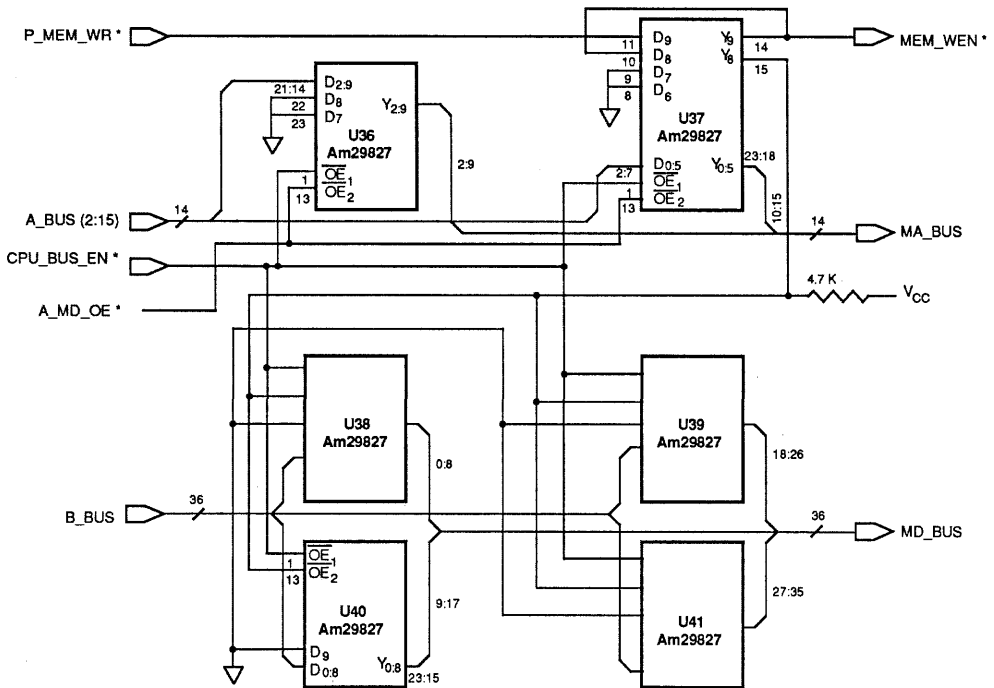 P_MEM_WR *
11
10
9
8
D9
D8
D7
D6
Y9
Y8
14
15
MEM_WEN *
21:14
22
23
D2:9
D8
D7
Y2:9
U36
Am29827
1
13
OE1
OE2
2:9
U37
Am29827
2:7
1
13
D0:5
OE1
OE2
Y0:5
23:18
10:15
A_BUS (2:15)
14
14
MA_BUS
CPU_BUS_EN *
A_MD_OE *
4.7 K
VCC
U38
Am29827
0:8
U39
Am29827
18:26
B_BUS
36
36
MD_BUS
1
13
OE1
OE2
U40
Am29827
D9
D0:8
Y0:8
23:15
9:17
U41
Am29827
27:35